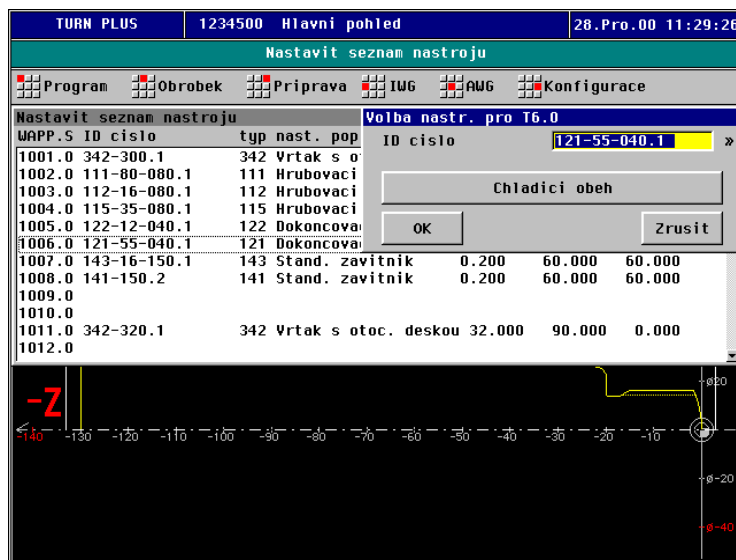 TURN PLUS 1234500 Hlavni pohled 28.Pro.00 11:29:26
Nastavit seznam nastroju
Program Obrobek Priprava IWG AWG Konfigurace
Nastavit seznam nastroju
WAPP.S ID cislo typ nast. pop
1001.0 342-300.1 342 Vrtak s o
1002.0 111-80-080.1 111 Hrubovaci
1003.0 112-16-080.1 112 Hrubovaci
1004.0 115-35-080.1 115 Hrubovaci
1005.0 122-12-040.1 122 Dokoncova
1006.0 121-55-040.1 121 Dokoncova
1007.0 143-16-150.1 143 Stand. zavitnik 0.200 60.000 60.000
1008.0 141-150.2 141 Stand. zavitnik 0.200 60.000 60.000
1009.0
1010.0
1011.0 342-320.1 342 Vrtak s otoc. deskou 32.000 90.000 0.000
1012.0
Volba nastr. pro T6.0
ID cislo 121-55-040.1 »
Chladici obeh
OK Zrusit
-Z
ø20
-140 -130 -120 -110 -100 -90 -80 -70 -60 -50 -40 -30 -20 -10
ø-20
ø-40